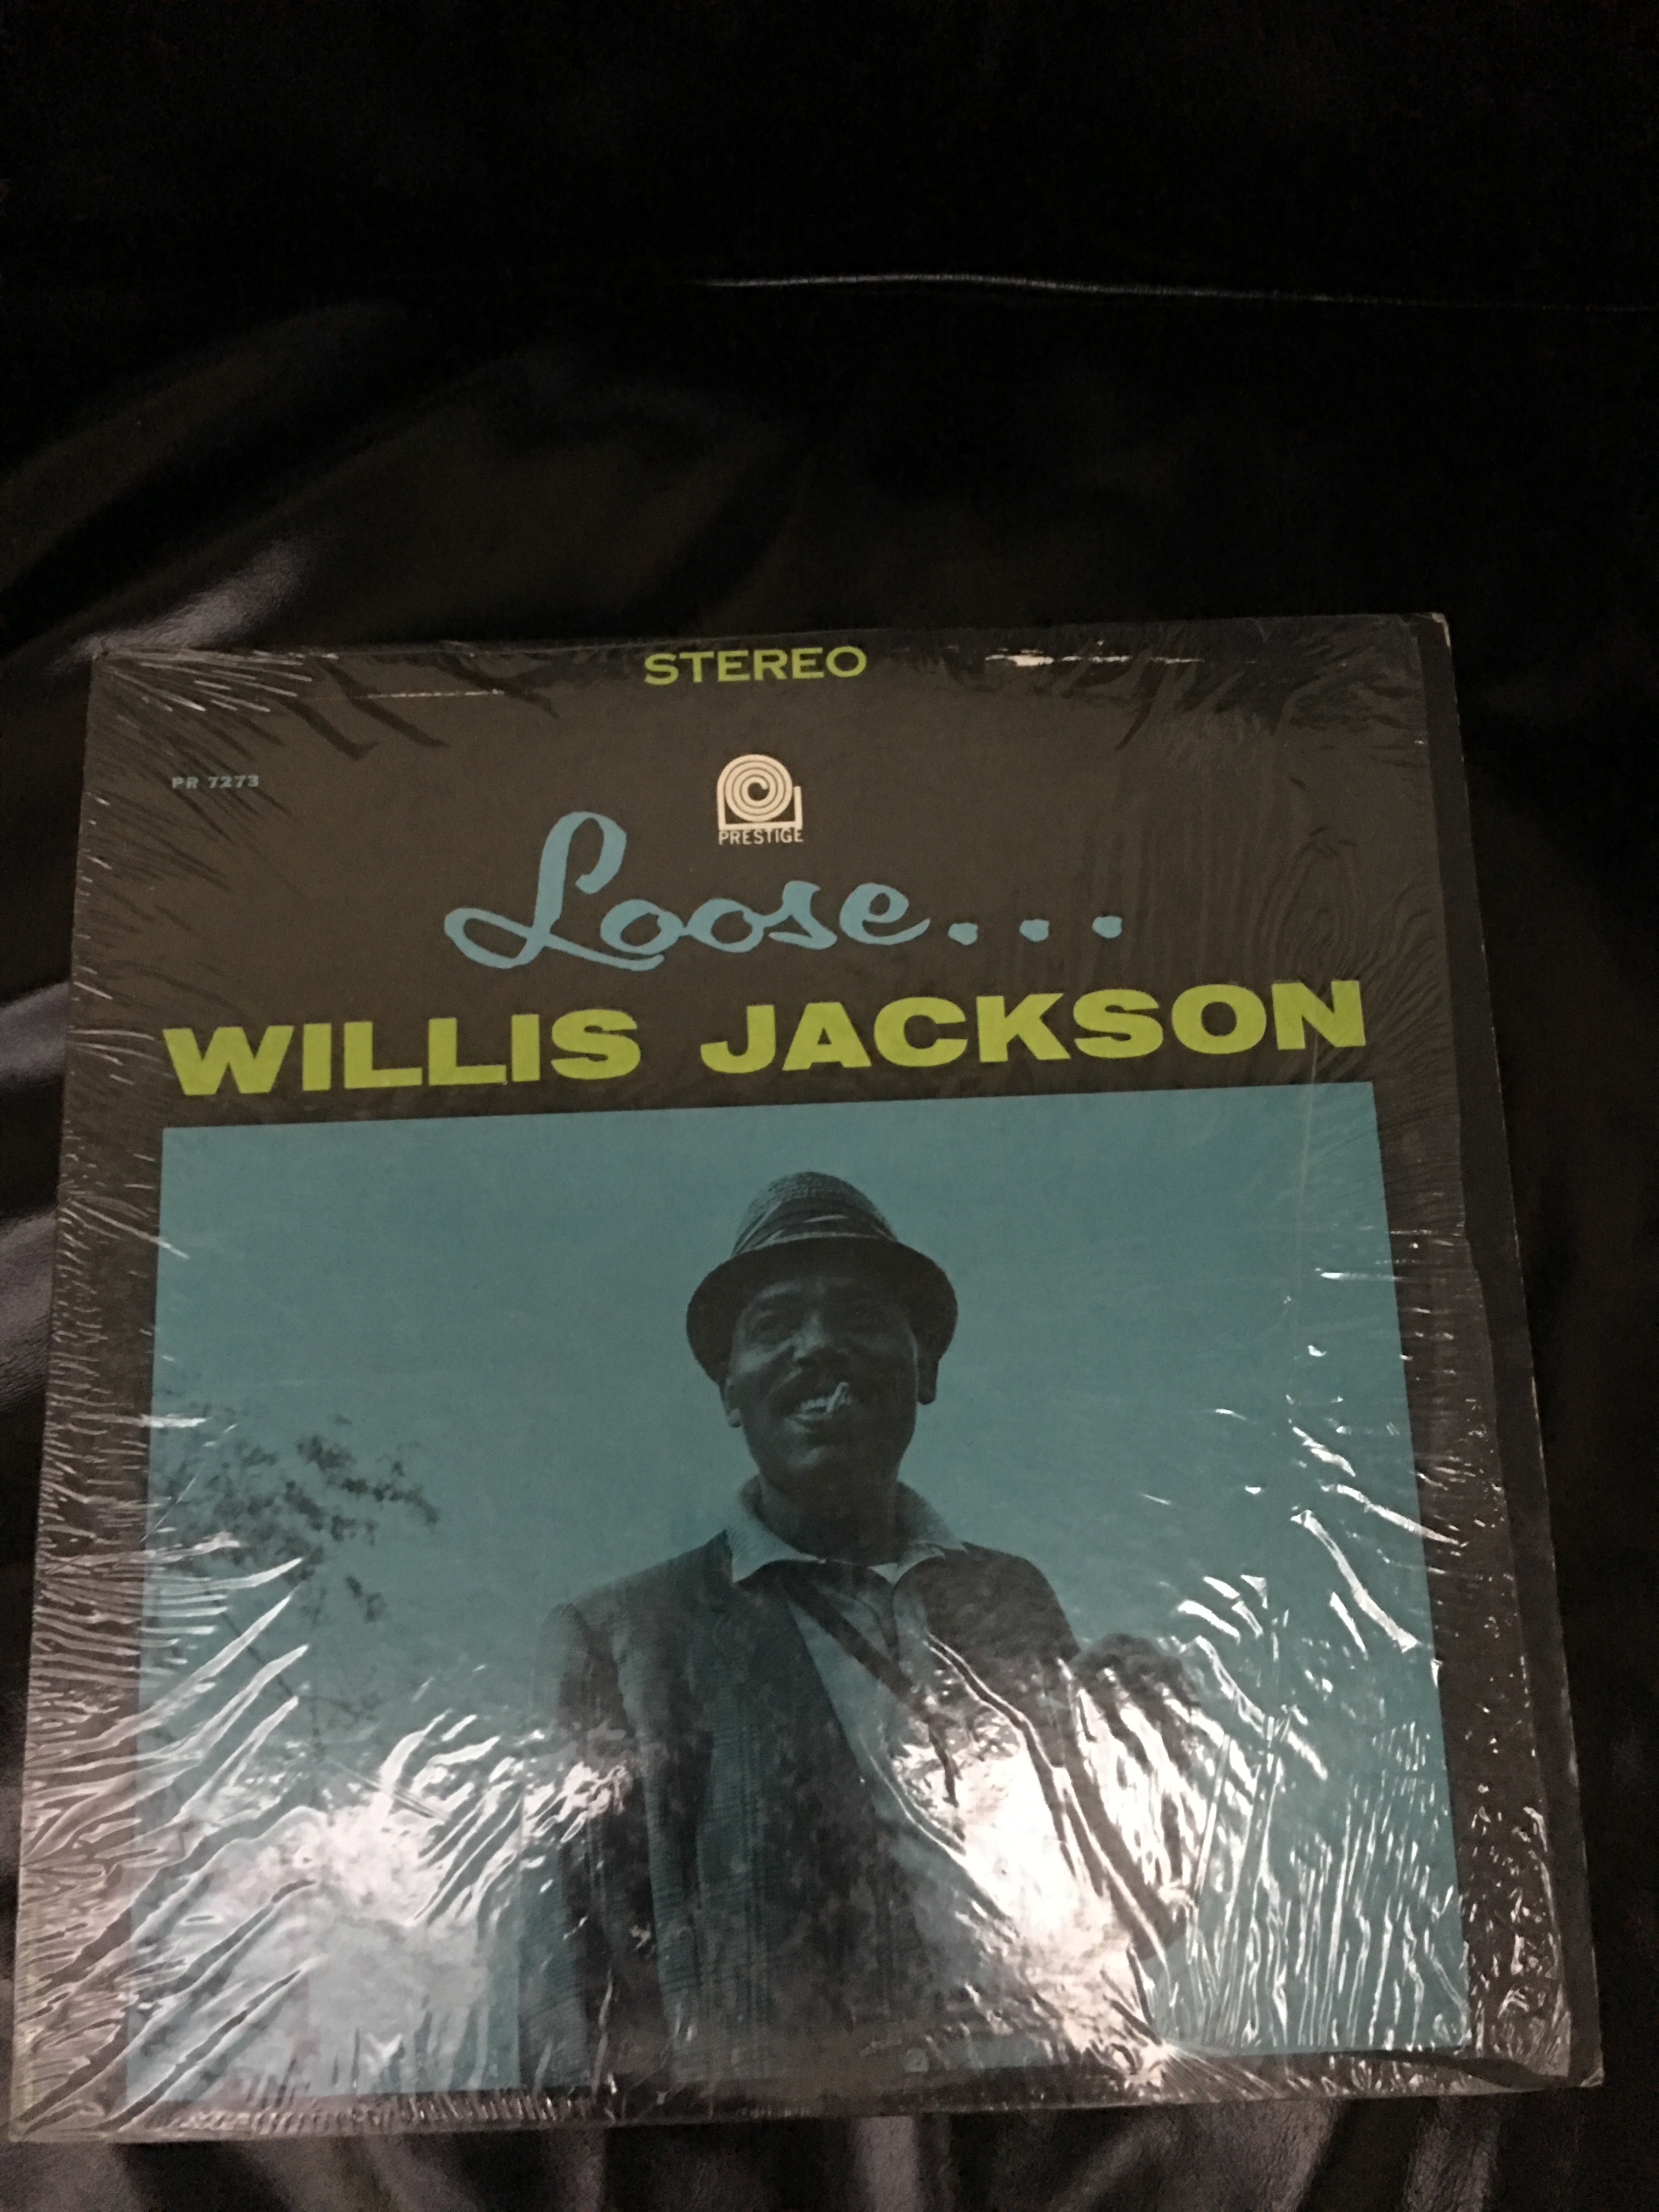 STEREO
PR 7273
PRESTIGE
Loose...
WILLIS JACKSON